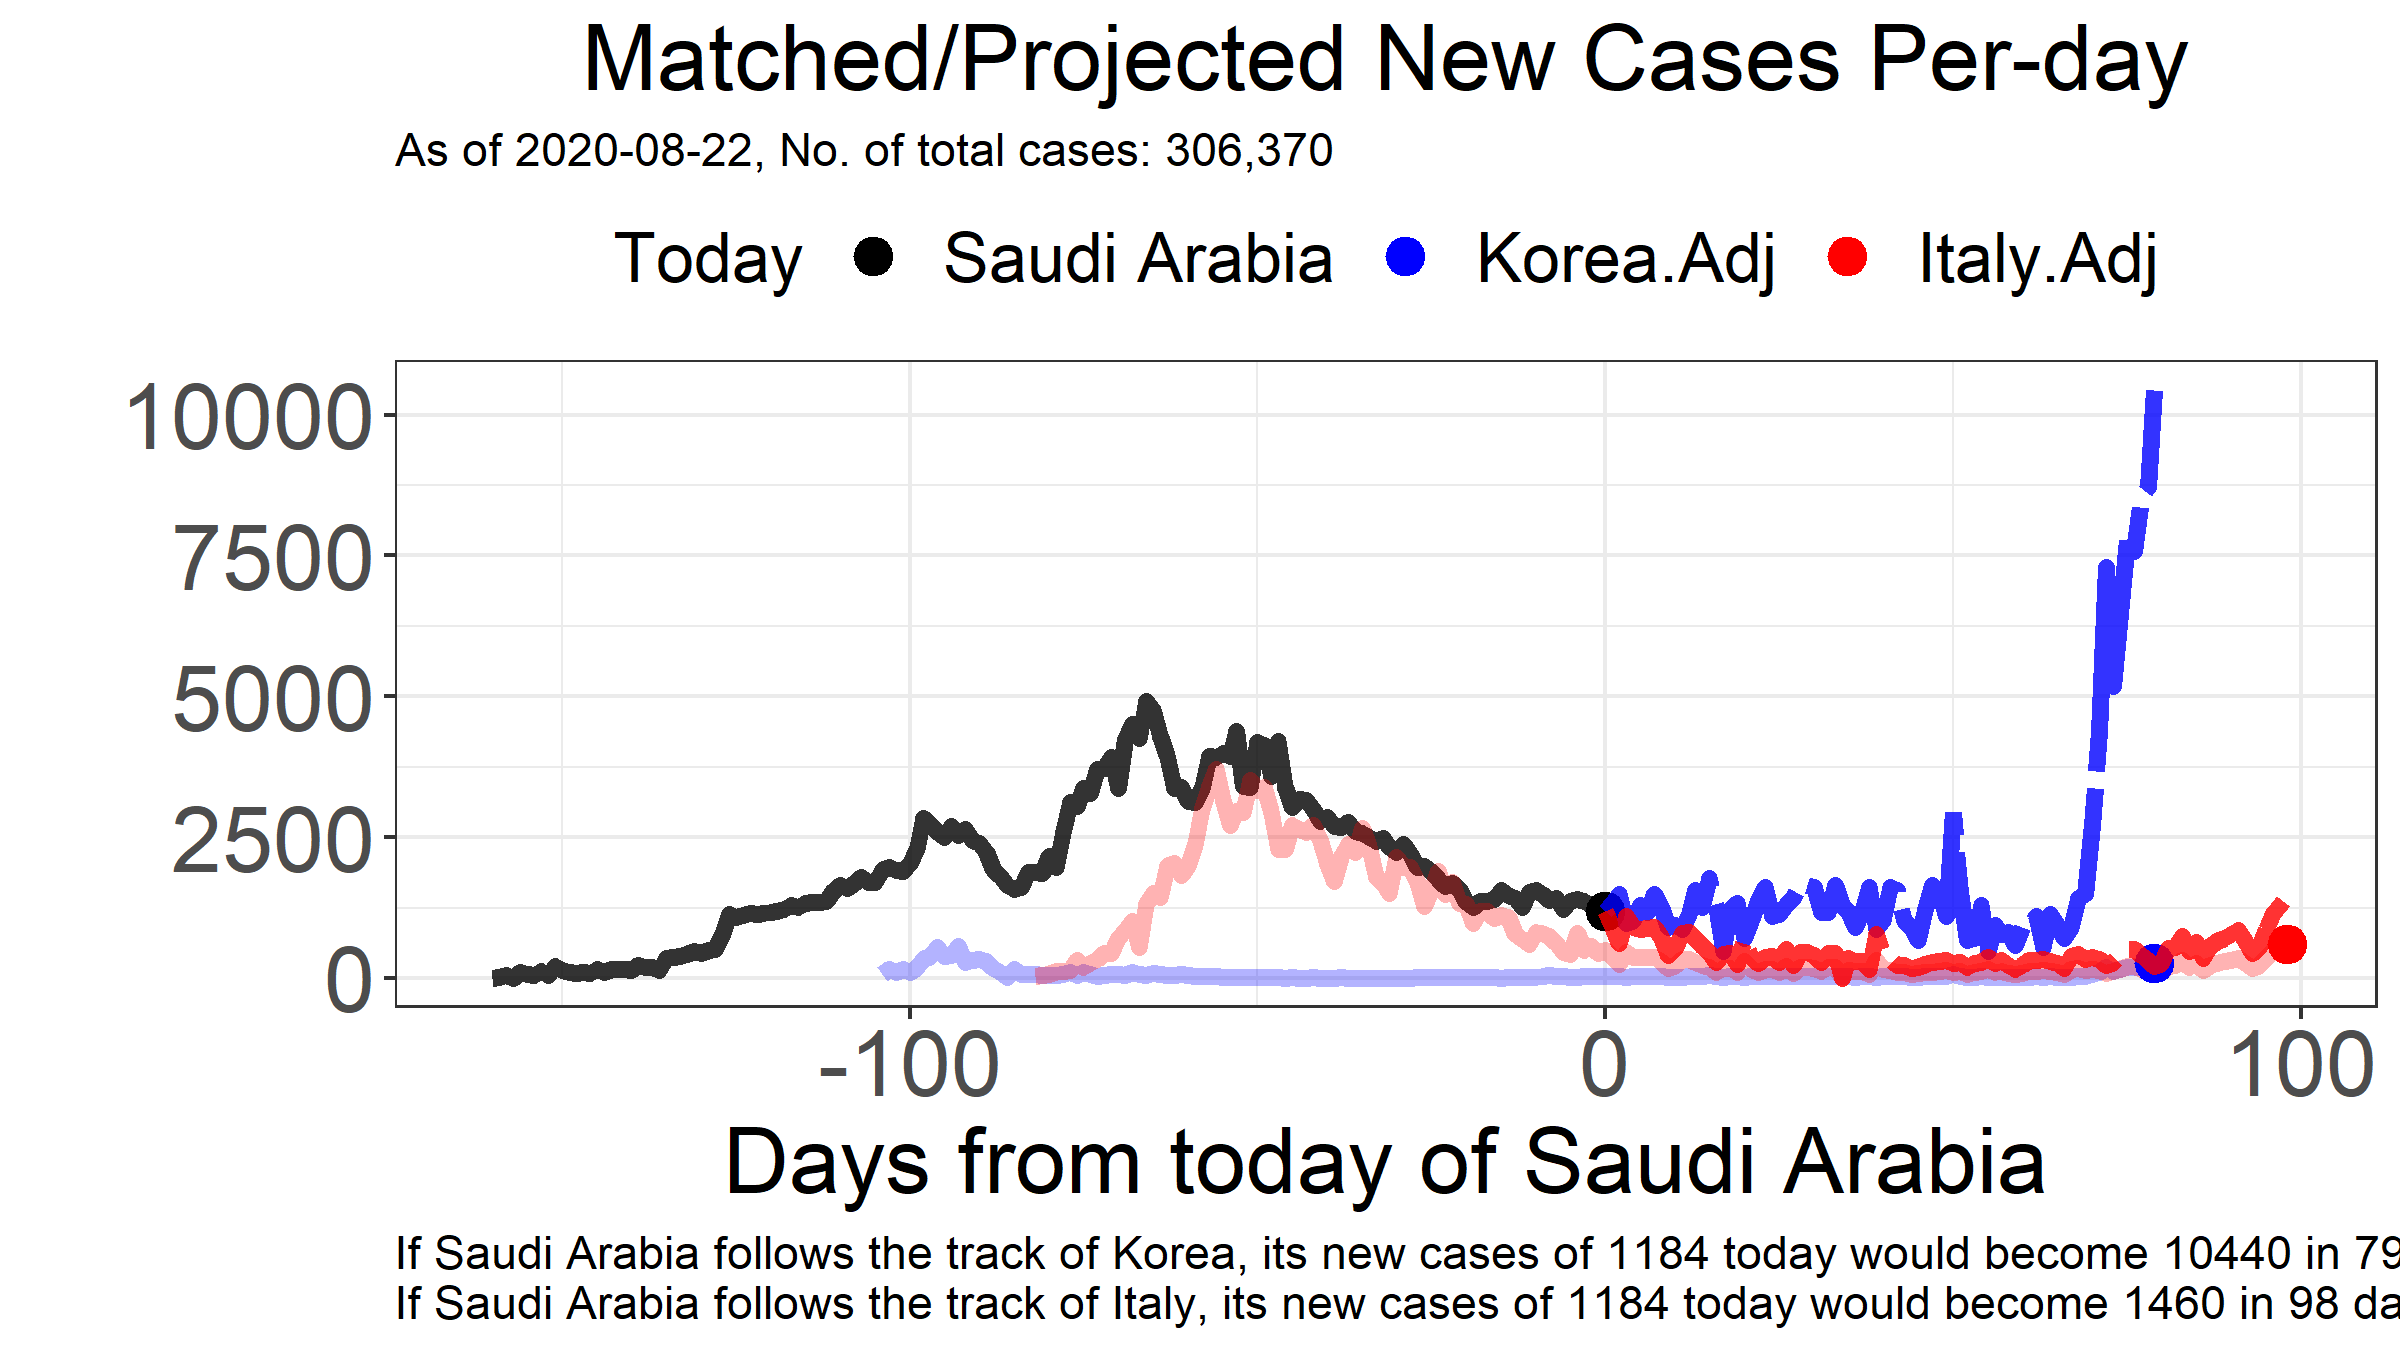 Matched/Projected New Cases Per-day
As of 2020-08-22, No. of total cases: 306,370
Today Saudi Arabia Korea.Adj Italy.Adj
10000
7500
5000
2500
0
-100 0 100
Days from today of Saudi Arabia
If Saudi Arabia follows the track of Korea, its new cases of 1184 today would become 10440 in 79
If Saudi Arabia follows the track of Italy, its new cases of 1184 today would become 1460 in 98 da